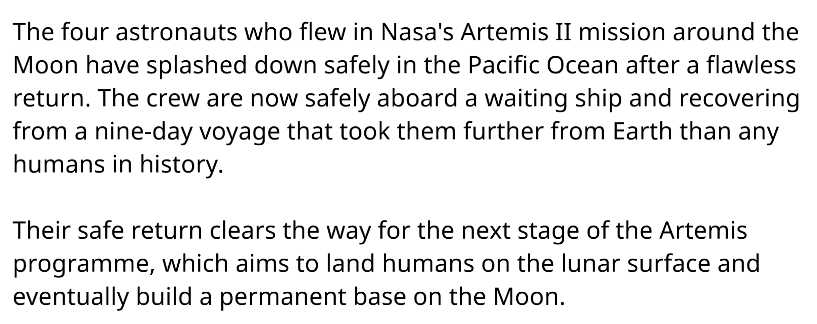 The four astronauts who flew in Nasa's Artemis II mission around the
Moon have splashed down safely in the Pacific Ocean after a flawless
return. The crew are now safely aboard a waiting ship and recovering
from a nine-day voyage that took them further from Earth than any
humans in history.
Their safe return clears the way for the next stage of the Artemis
programme, which aims to land humans on the lunar surface and
eventually build a permanent base on the Moon.